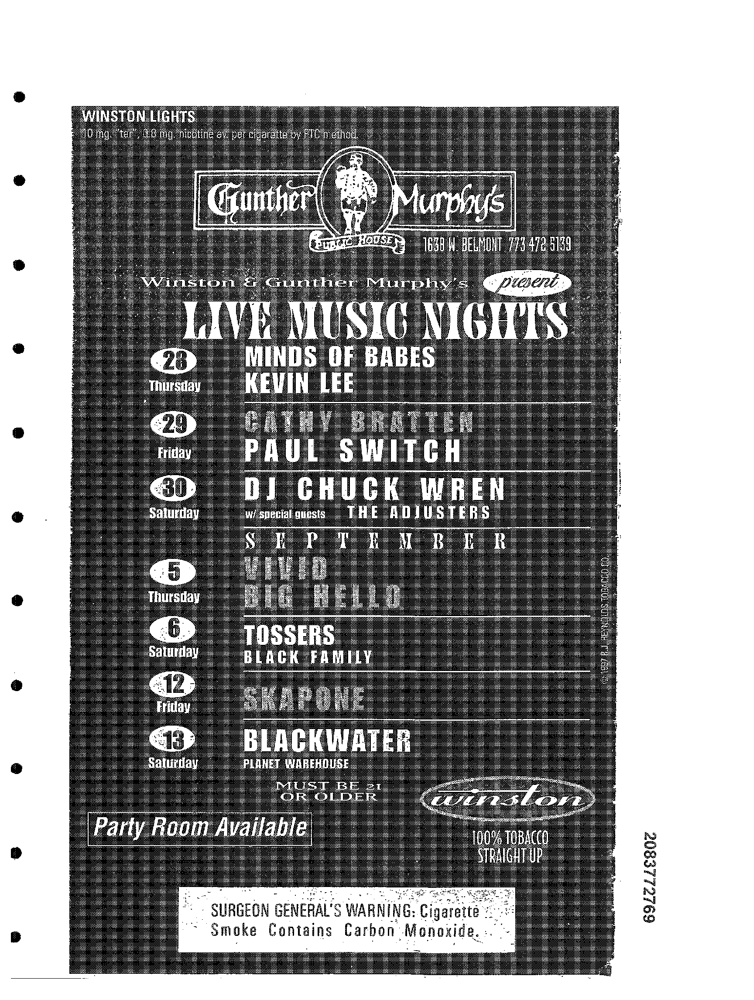 WINSTON LIGHTS
10 mg. "tar", 0.8 mg. nicotine av. per cigarette by FTC method.
Gunther Murphy's
PUBLIC HOUSE
1638 W. BELMONT 773 472 5139
Winston & Gunther Murphy's present
LIVE MUSIC NIGHTS
28 Thursday
MINDS OF BABES
KEVIN LEE
29 Friday
CATHY BRATTEN
PAUL SWITCH
30 Saturday
DJ CHUCK WREN
w/ special guests THE ADJUSTERS
SEPTEMBER
5 Thursday
VIVID
BIG HELLO
6 Saturday
TOSSERS
BLACK FAMILY
12 Friday
SKAPONE
13 Saturday
BLACKWATER
PLANET WAREHOUSE
MUST BE 21
OR OLDER
winston
Party Room Available
100% TOBACCO
STRAIGHT UP
SURGEON GENERAL'S WARNING: Cigarette
Smoke Contains Carbon Monoxide.
2083772769